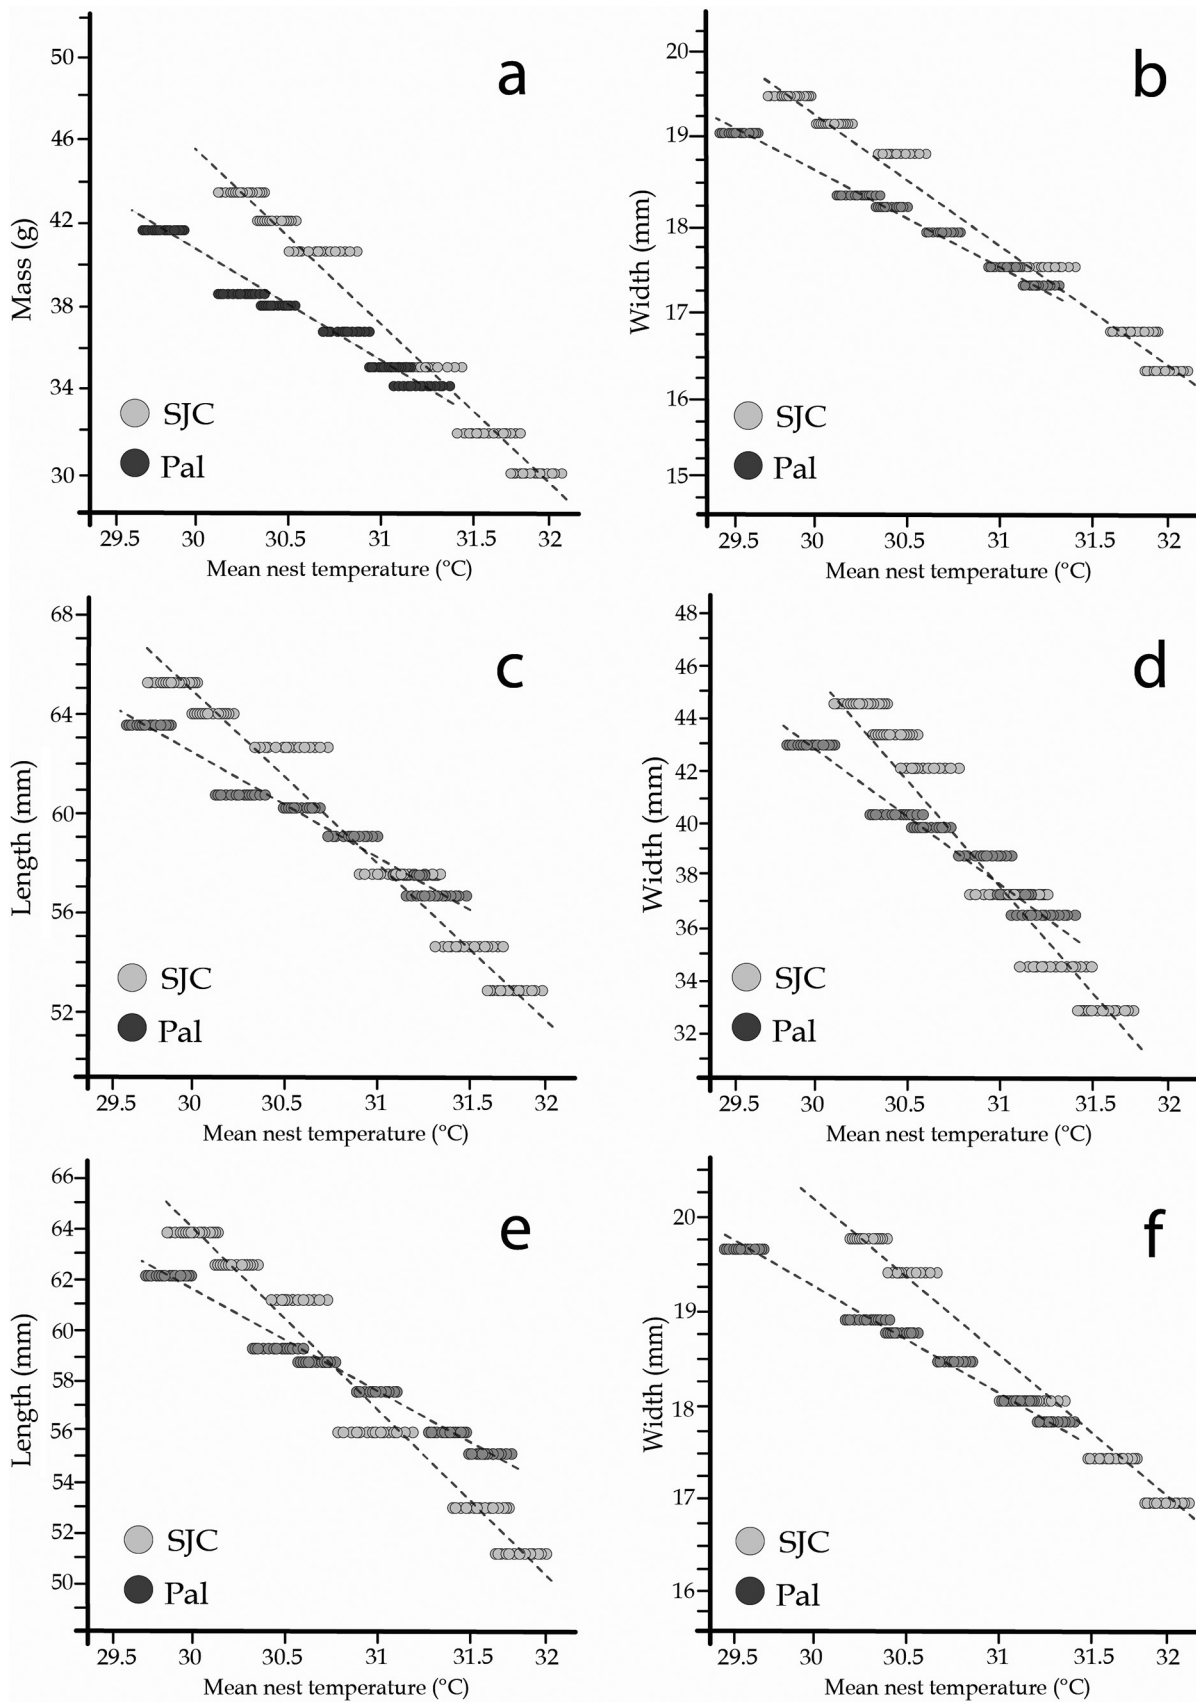 a
50
46
42
38
34
30
Mass (g)
SJC
Pal
29.5 30 30.5 31 31.5 32
Mean nest temperature (°C)
b
20
19
18
17
16
15
Width (mm)
SJC
Pal
29.5 30 30.5 31 31.5 32
Mean nest temperature (°C)
c
68
64
60
56
52
Length (mm)
SJC
Pal
29.5 30 30.5 31 31.5 32
Mean nest temperature (°C)
d
48
46
44
42
40
38
36
34
32
Width (mm)
SJC
Pal
29.5 30 30.5 31 31.5 32
Mean nest temperature (°C)
e
66
64
62
60
58
56
54
52
50
Length (mm)
SJC
Pal
29.5 30 30.5 31 31.5 32
Mean nest temperature (°C)
f
20
19
18
17
16
Width (mm)
SJC
Pal
29.5 30 30.5 31 31.5 32
Mean nest temperature (°C)